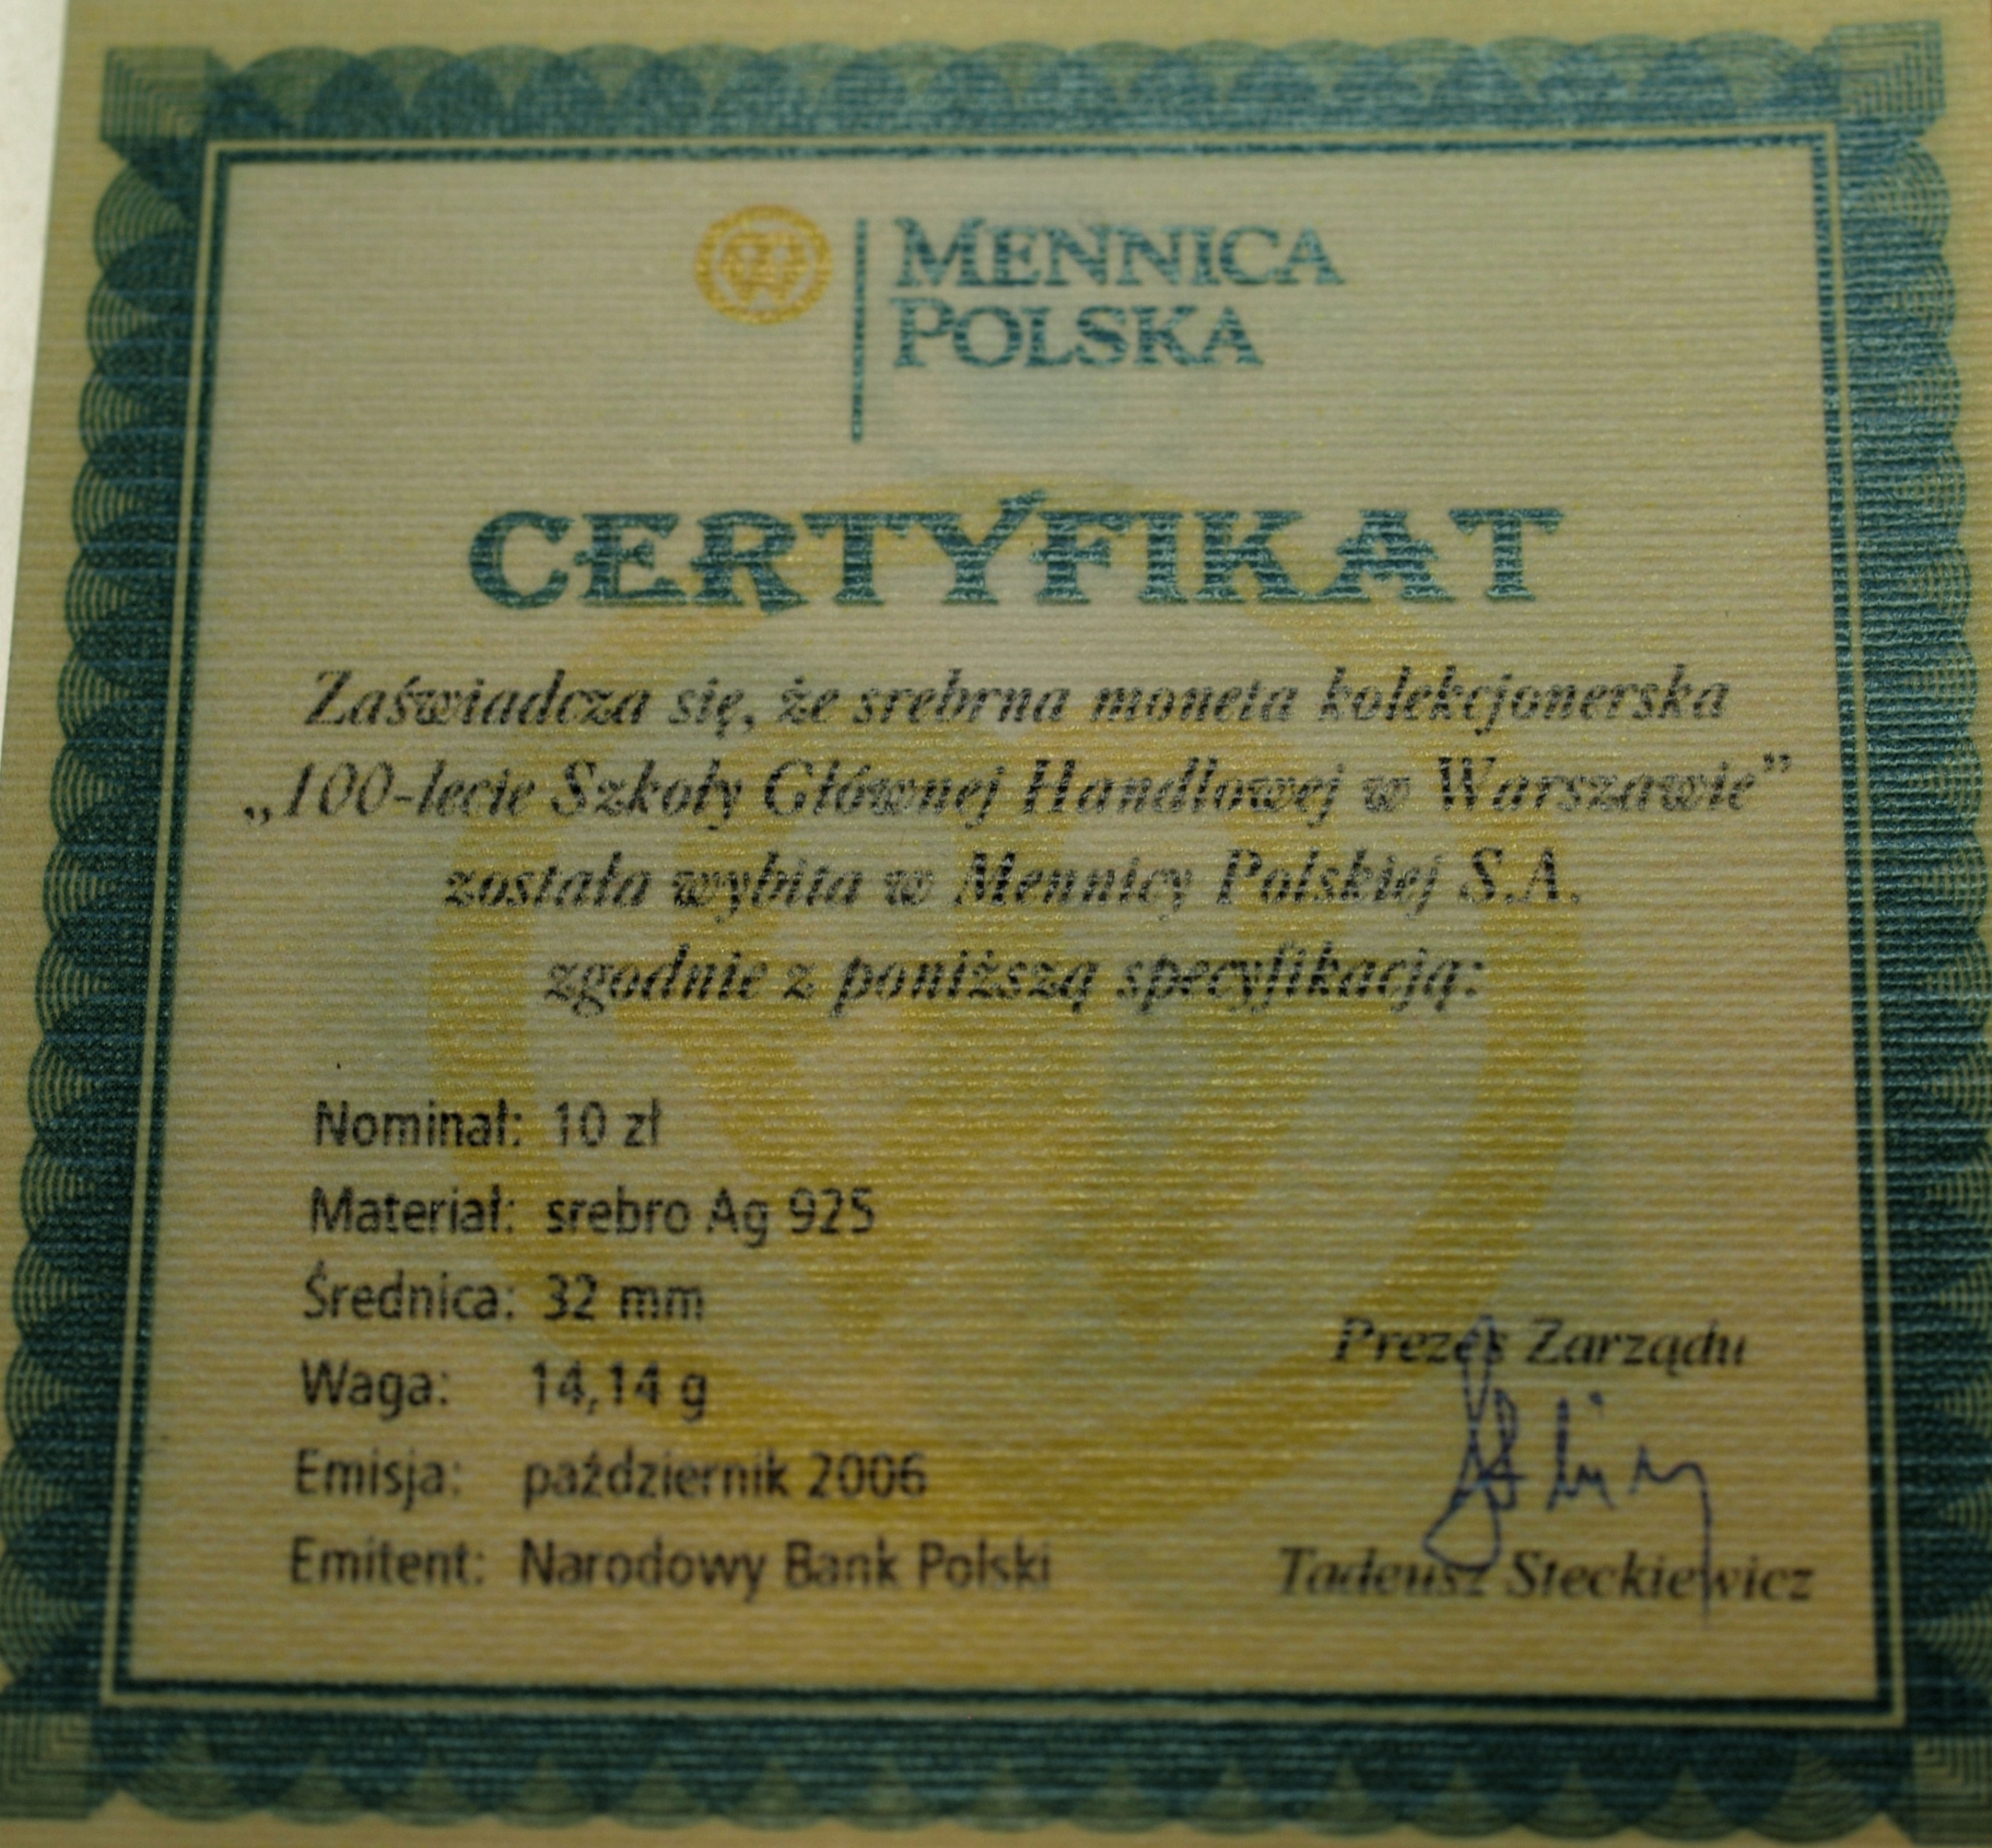 MENNICA
POLSKA
CERTYFIKAT
Zaświadcza się, że srebrna moneta kolekcjonerska
„100-lecie Szkoły Głównej Handlowej w Warszawie”
została wybita w Mennicy Polskiej S.A.
zgodnie z poniższą specyfikacją:
Nominał: 10 zł
Materiał: srebro Ag 925
Średnica: 32 mm
Waga: 14,14 g
Emisja: październik 2006
Emitent: Narodowy Bank Polski
Prezes Zarządu
Tadeusz Steckiewicz